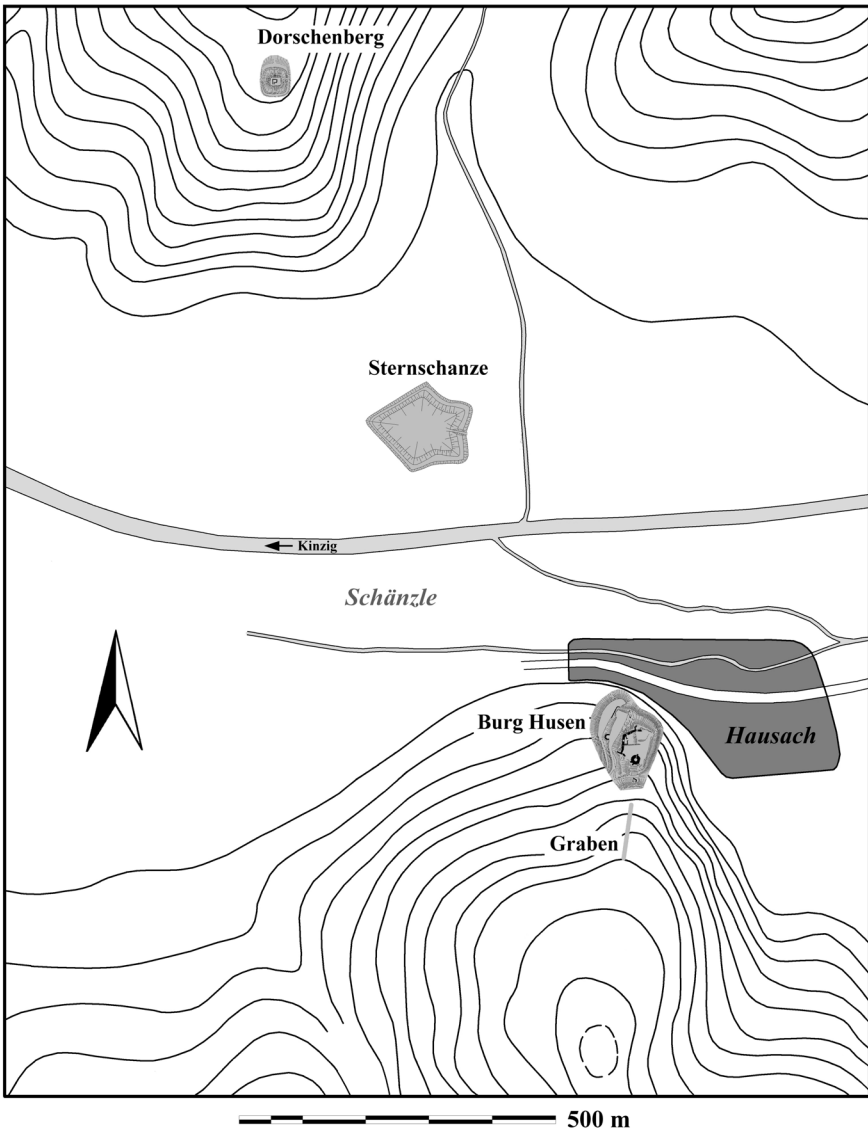 Dorschenberg
Sternschanze
Kinzig
Schänzle
Burg Husen
Hausach
Graben
500 m